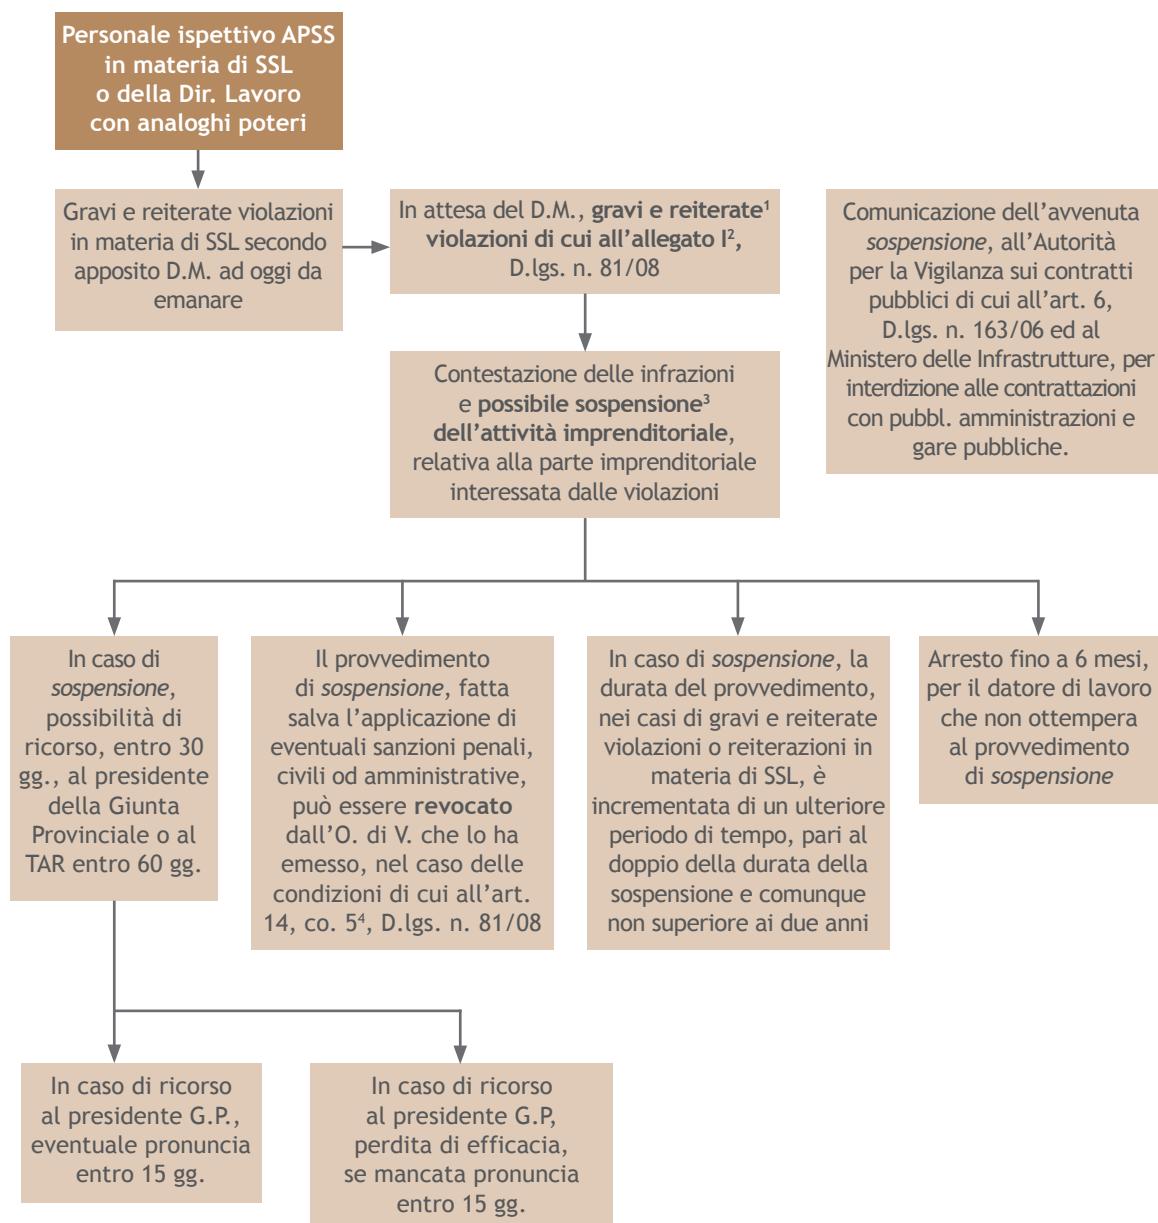 Personale ispettivo APSS
in materia di SSL
o della Dir. Lavoro
con analoghi poteri
Gravi e reiterate violazioni
in materia di SSL secondo
apposito D.M. ad oggi da
emanare
In attesa del D.M., gravi e reiterate¹
violazioni di cui all’allegato I²,
D.lgs. n. 81/08
Comunicazione dell’avvenuta
sospensione, all’Autorità
per la Vigilanza sui contratti
pubblici di cui all’art. 6,
D.lgs. n. 163/06 ed al
Ministero delle Infrastrutture, per
interdizione alle contrattazioni
con pubbl. amministrazioni e
gare pubbliche.
Contestazione delle infrazioni
e possibile sospensione³
dell’attività imprenditoriale,
relativa alla parte imprenditoriale
interessata dalle violazioni
In caso di
sospensione,
possibilità di
ricorso, entro 30
gg., al presidente
della Giunta
Provinciale o al
TAR entro 60 gg.
Il provvedimento
di sospensione, fatta
salva l’applicazione di
eventuali sanzioni penali,
civili od amministrative,
può essere revocato
dall’O. di V. che lo ha
emesso, nel caso delle
condizioni di cui all’art.
14, co. 5⁴, D.lgs. n. 81/08
In caso di sospensione, la
durata del provvedimento,
nei casi di gravi e reiterate
violazioni o reiterazioni in
materia di SSL, è
incrementata di un ulteriore
periodo di tempo, pari al
doppio della durata della
sospensione e comunque
non superiore ai due anni
Arresto fino a 6 mesi,
per il datore di lavoro
che non ottempera
al provvedimento
di sospensione
In caso di ricorso
al presidente G.P.,
eventuale pronuncia
entro 15 gg.
In caso di ricorso
al presidente G.P,
perdita di efficacia,
se mancata pronuncia
entro 15 gg.